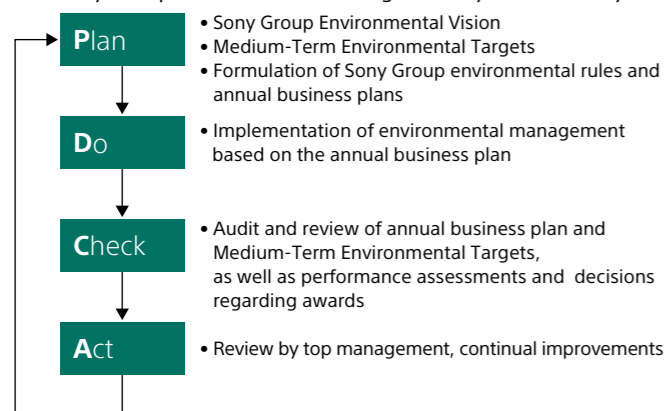 Plan
• Sony Group Environmental Vision
• Medium-Term Environmental Targets
• Formulation of Sony Group environmental rules and
annual business plans
Do
• Implementation of environmental management
based on the annual business plan
Check
• Audit and review of annual business plan and
Medium-Term Environmental Targets,
as well as performance assessments and decisions
regarding awards
Act
• Review by top management, continual improvements